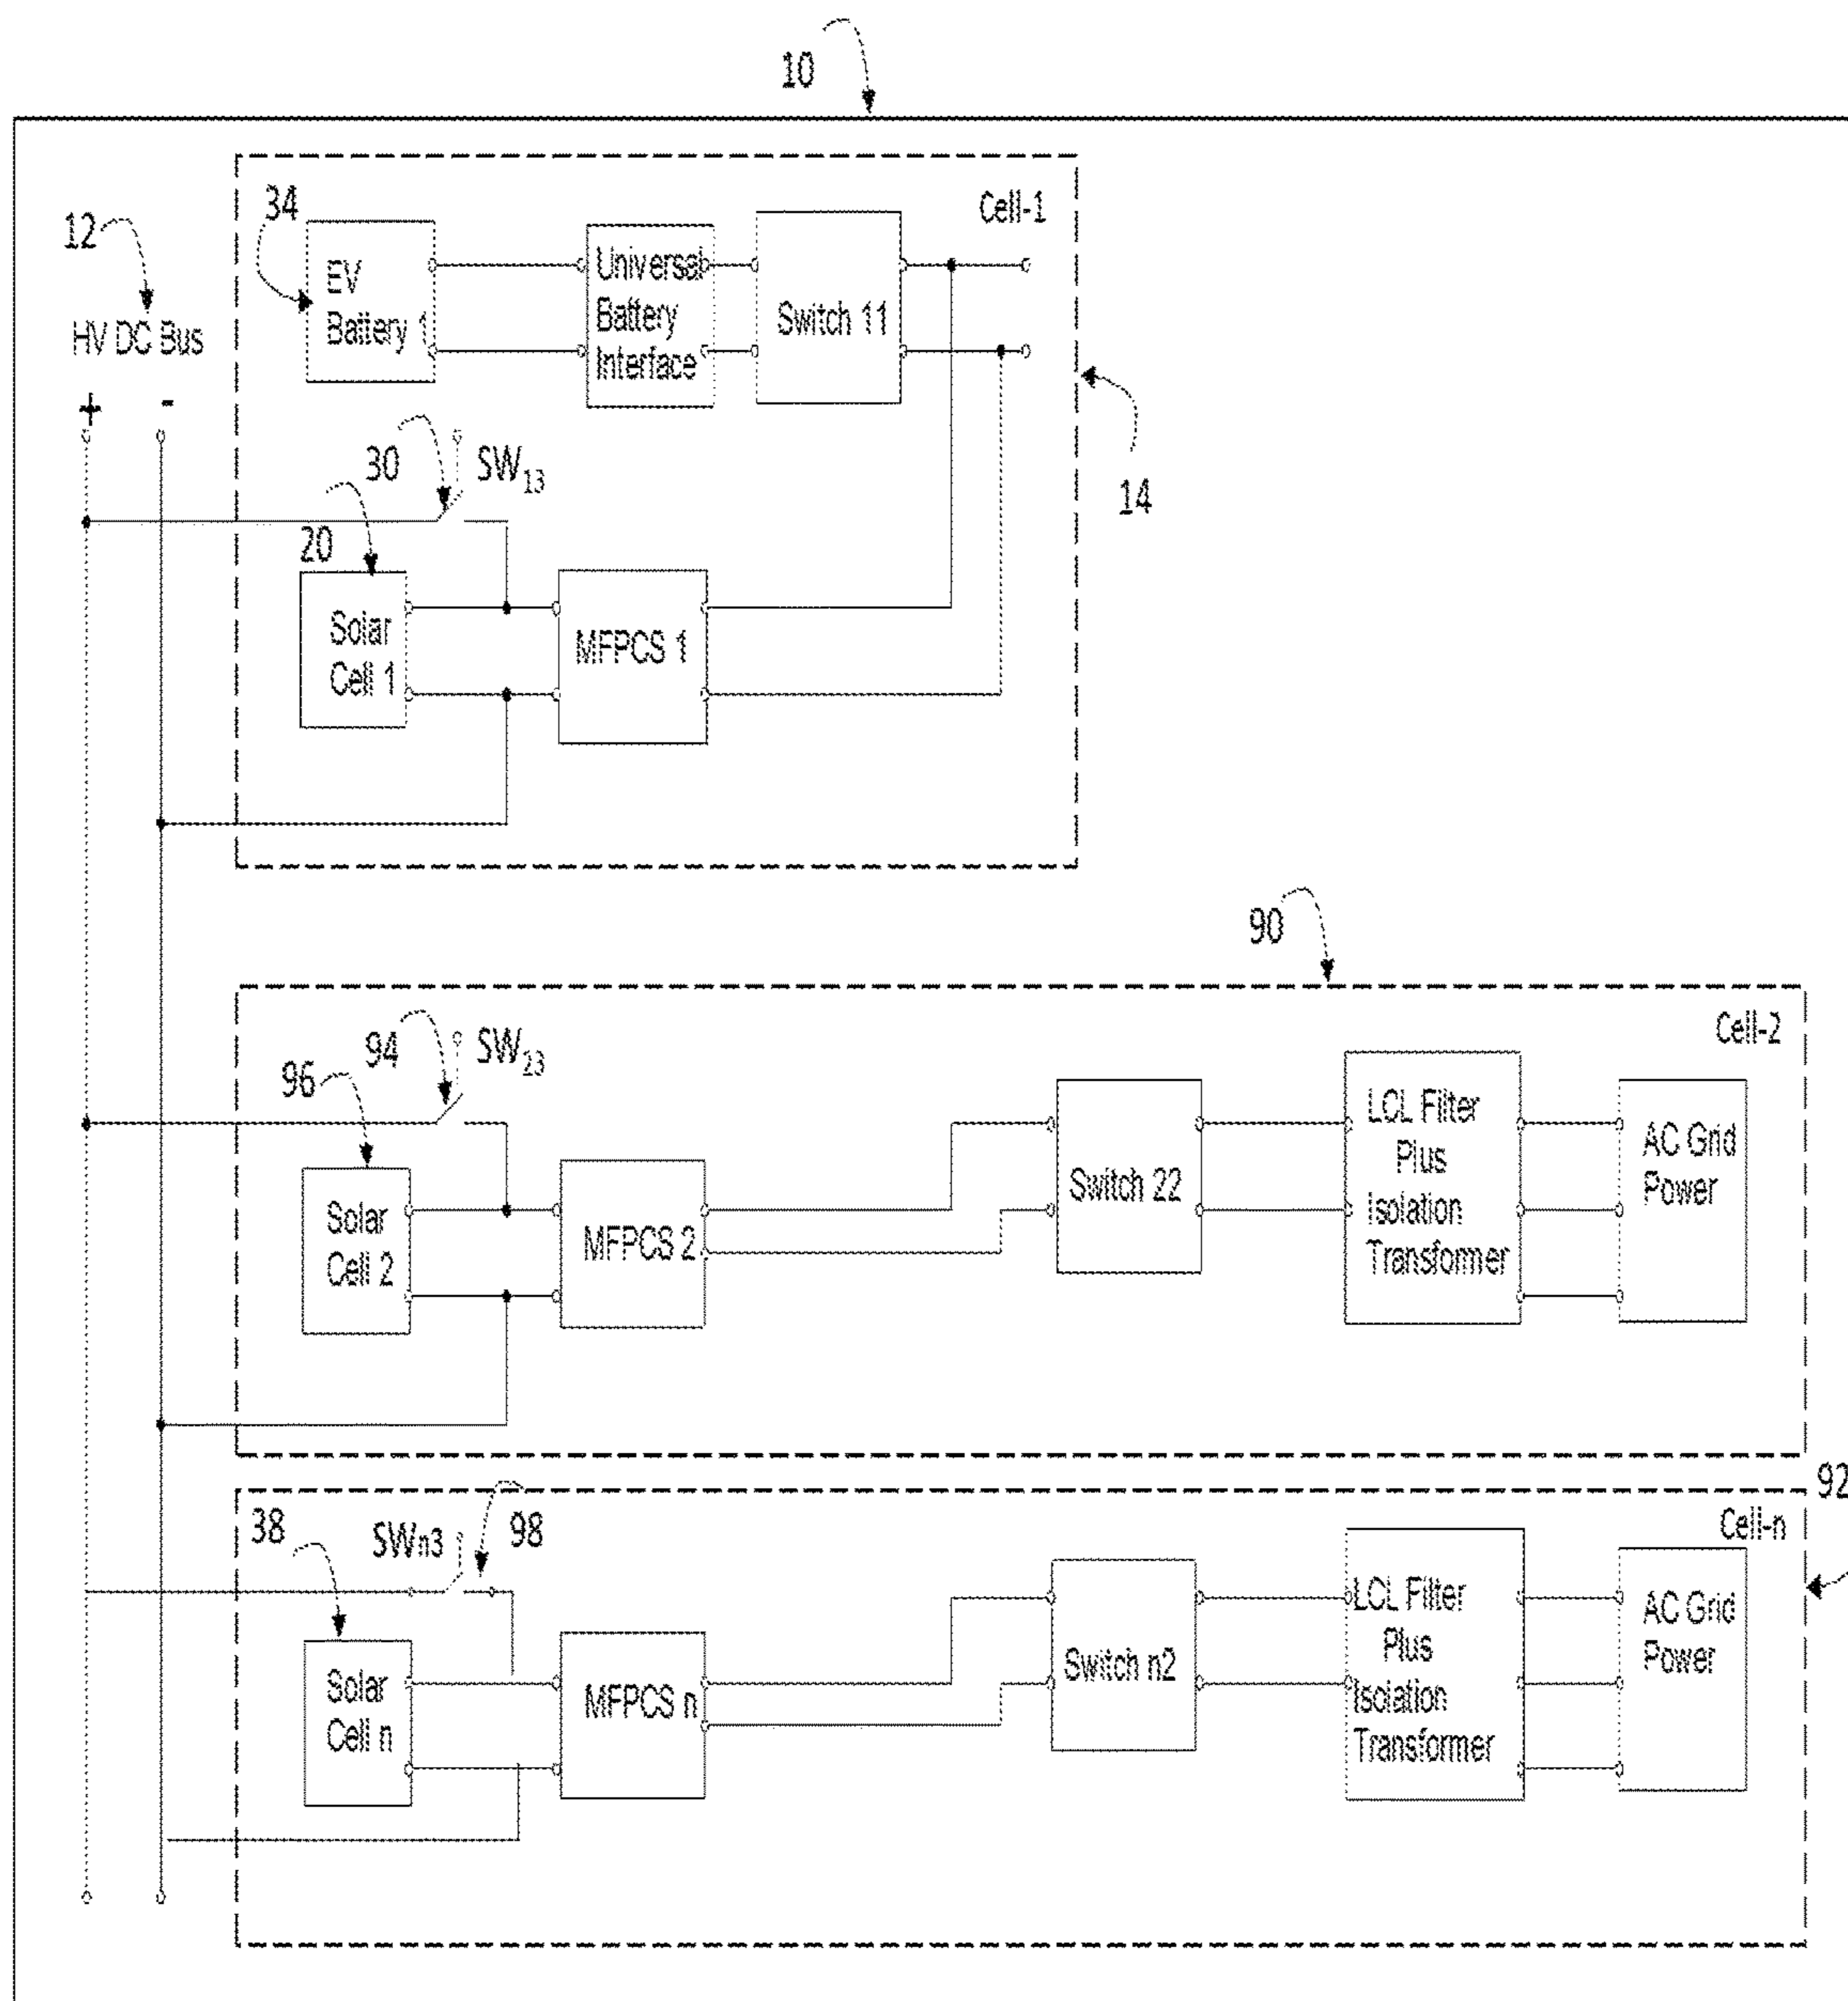 10
Cell-1
34
12
EV
Battery 1
Universal
Battery
Interface
Switch 11
HV DC Bus
+ -
30
SW13
14
20
Solar
Cell 1
MFPCS 1
90
Cell-2
94
SW23
96
Solar
Cell 2
MFPCS 2
Switch 22
LCL Filter
Plus
Isolation
Transformer
AC Grid
Power
92
Cell-n
38
SWn3
98
Solar
Cell n
MFPCS n
Switch n2
LCL Filter
Plus
Isolation
Transformer
AC Grid
Power